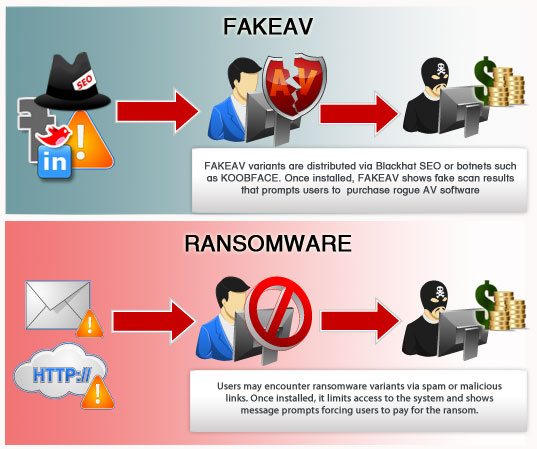 FAKEAV
SEO
in
AV
FAKEAV variants are distributed via Blackhat SEO or botnets such
as KOOBFACE. Once installed, FAKEAV shows fake scan results
that prompts users to purchase rogue AV software
RANSOMWARE
HTTP://
Users may encounter ransomware variants via spam or malicious
links. Once installed, it limits access to the system and shows
message prompts forcing users to pay for the ransom.